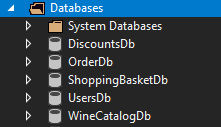 Databases
System Databases
DiscountsDb
OrderDb
ShoppingBasketDb
UsersDb
WineCatalogDb